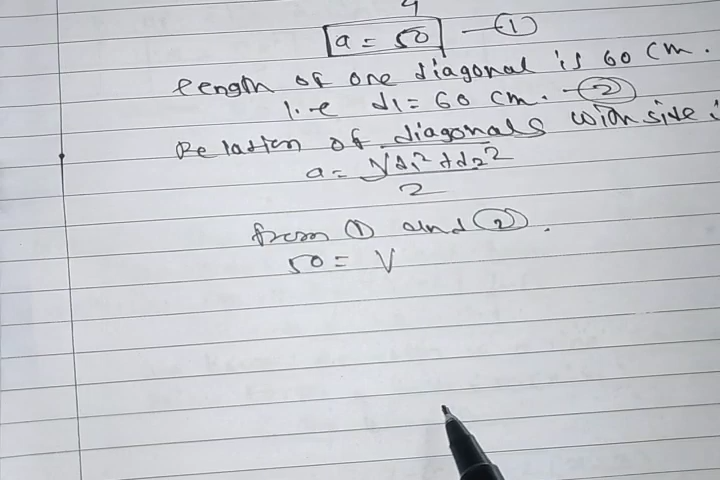 4
a = 50 — ①
length of one diagonal is 60 cm.
i.e d1 = 60 cm. — ②
Relation of diagonals with side i
a = √d1² + d2² / 2
from ① and ②.
50 = √